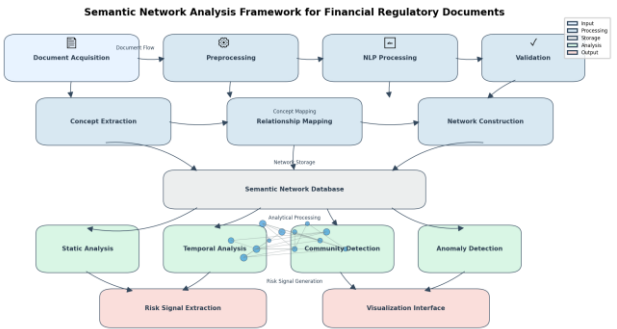 Semantic Network Analysis Framework for Financial Regulatory Documents
Input
Processing
Storage
Analysis
Output
Document Acquisition
Document Flow
Preprocessing
NLP Processing
Validation
Concept Extraction
Concept Mapping
Relationship Mapping
Network Construction
Network Storage
Semantic Network Database
Analytical Processing
Static Analysis
Temporal Analysis
Community Detection
Anomaly Detection
Risk Signal Generation
Risk Signal Extraction
Visualization Interface